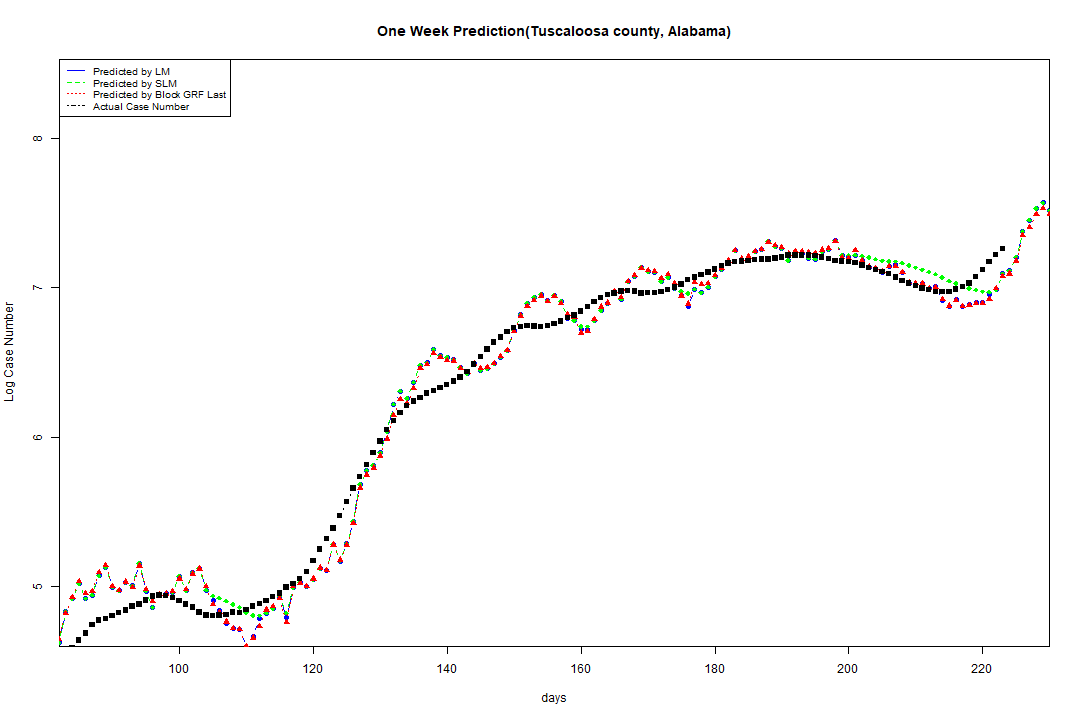 One Week Prediction(Tuscaloosa county, Alabama)
Predicted by LM
Predicted by SLM
Predicted by Block GRF Last
Actual Case Number
8
7
6
5
Log Case Number
100 120 140 160 180 200 220
days